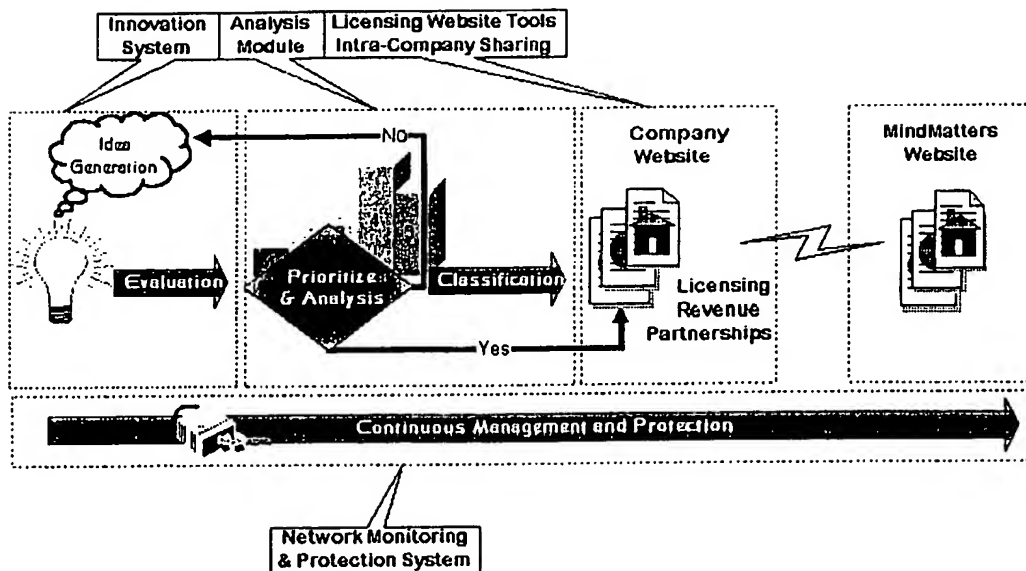 Innovation System
Analysis Module
Licensing Website Tools
Intra-Company Sharing
Idea
Generation
No
Company
Website
MindMatters
Website
Evaluation
Prioritize
& Analysis
Classification
Licensing
Revenue
Partnerships
Yes
Continuous Management and Protection
Network Monitoring
& Protection System